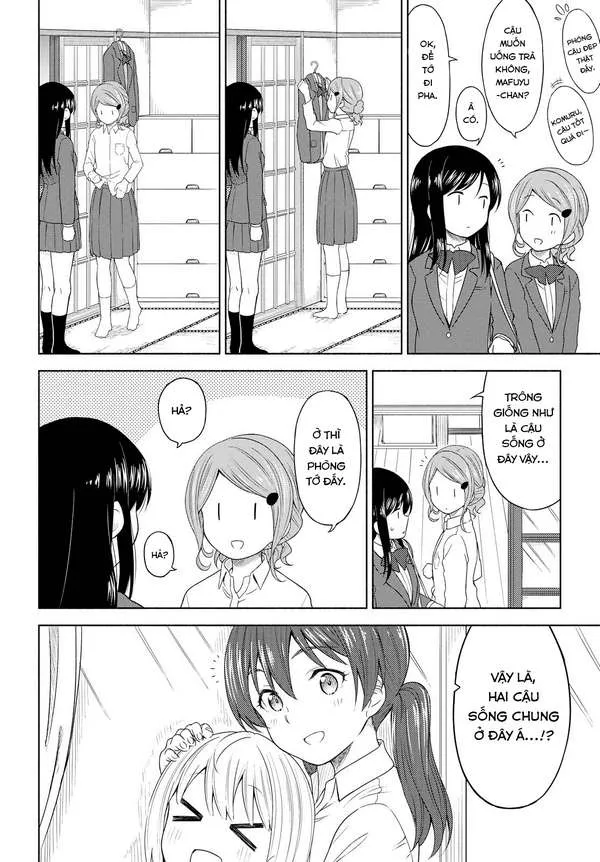 PHÒNG
CẬU ĐẸP
THẬT
ĐẤY.
KOMURU,
CẬU TỐT
QUÁ ĐI~
CẬU
MUỐN
UỐNG TRÀ
KHÔNG,
MAFUYU
-CHAN?
À
CÓ.
OK,
ĐỂ
TỚ
ĐI
PHA.
TRÔNG
GIỐNG NHƯ
LÀ CẬU
SỐNG Ở
ĐÂY VẬY...
Ờ THÌ
ĐÂY LÀ
PHÒNG
TỚ ĐẤY.
HẢ?
HẢ?
VẬY LÀ,
HAI CẬU
SỐNG CHUNG
Ở ĐÂY Á...!?